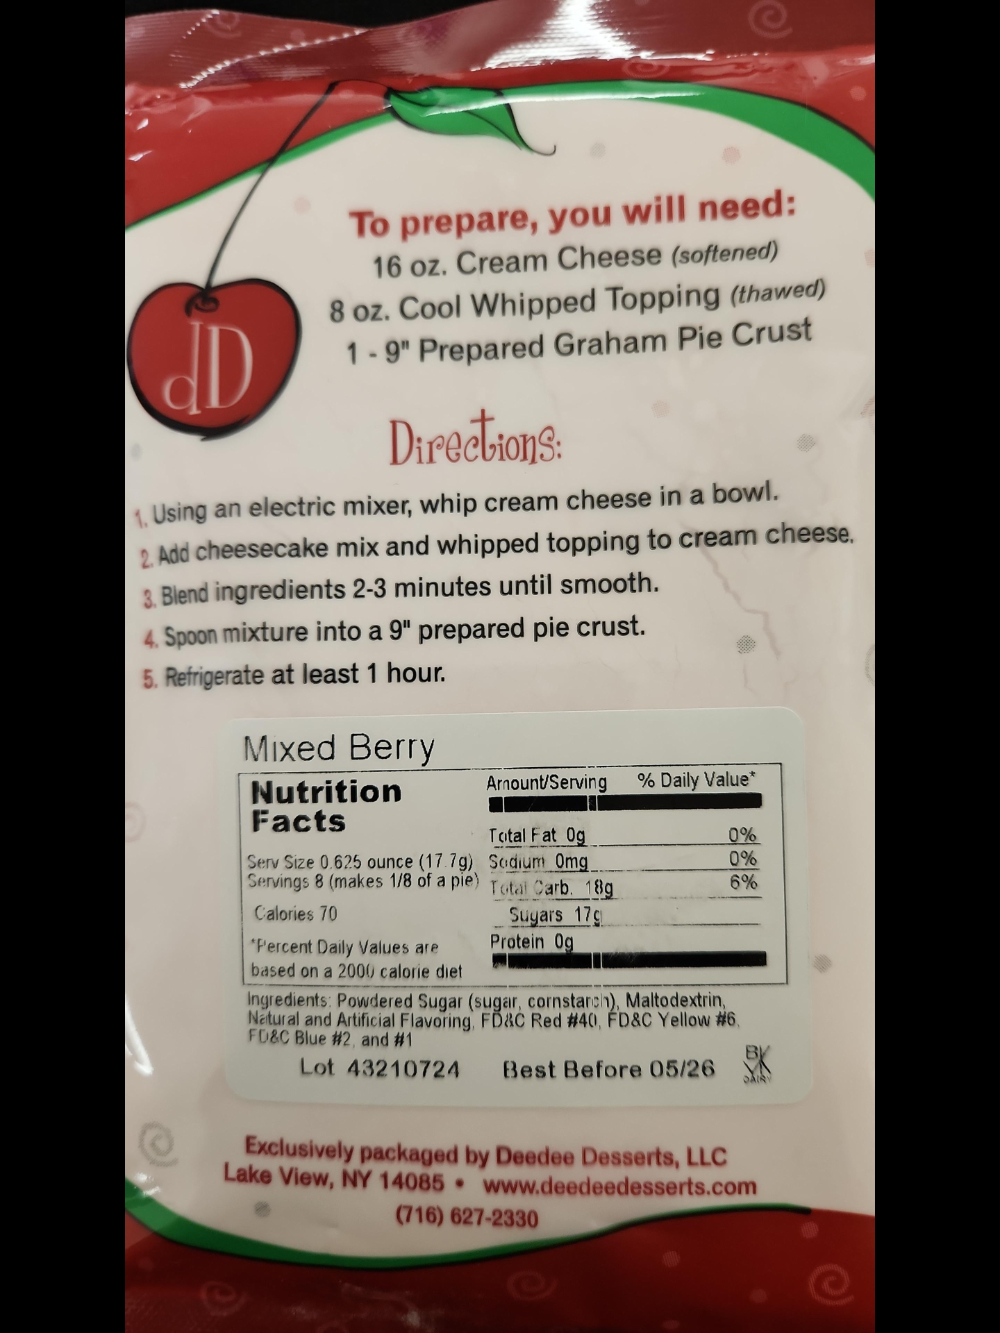 To prepare, you will need:
16 oz. Cream Cheese (softened)
8 oz. Cool Whipped Topping (thawed)
1 - 9" Prepared Graham Pie Crust
dD
Directions:
1. Using an electric mixer, whip cream cheese in a bowl.
2. Add cheesecake mix and whipped topping to cream cheese.
3. Blend ingredients 2-3 minutes until smooth.
4. Spoon mixture into a 9" prepared pie crust.
5. Refrigerate at least 1 hour.
Mixed Berry
Nutrition
Facts
Serv Size 0.625 ounce (17.7g)
Servings 8 (makes 1/8 of a pie)
Calories 70
*Percent Daily Values are
based on a 2000 calorie diet
Amount/Serving % Daily Value*
Total Fat 0g 0%
Sodium 0mg 0%
Total Carb. 18g 6%
Sugars 17g
Protein 0g
Ingredients: Powdered Sugar (sugar, cornstarch), Maltodextrin,
Natural and Artificial Flavoring, FD&C Red #40, FD&C Yellow #6,
FD&C Blue #2, and #1
Lot 43210724 Best Before 05/26
BK
DAIRY
Exclusively packaged by Deedee Desserts, LLC
Lake View, NY 14085 • www.deedeedesserts.com
(716) 627-2330